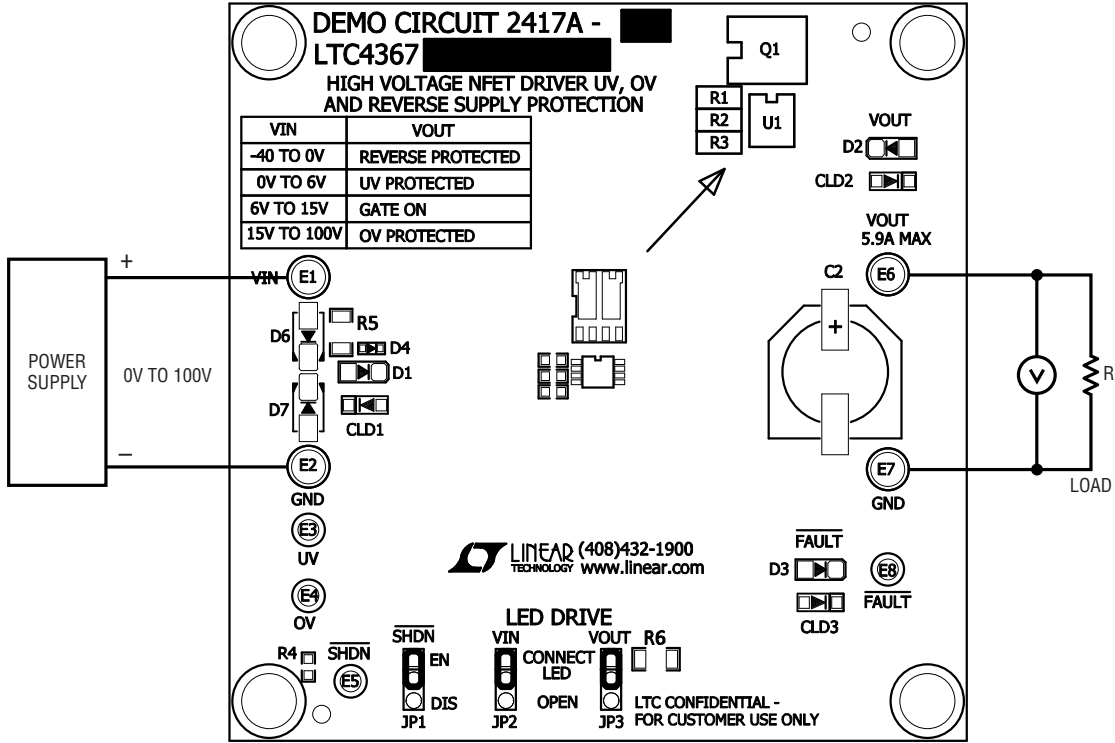 DEMO CIRCUIT 2417A -
LTC4367
HIGH VOLTAGE NFET DRIVER UV, OV
AND REVERSE SUPPLY PROTECTION
VIN VOUT
-40 TO 0V REVERSE PROTECTED
0V TO 6V UV PROTECTED
6V TO 15V GATE ON
15V TO 100V OV PROTECTED
Q1
R1
R2
R3
U1
VOUT
D2
CLD2
VOUT
5.9A MAX
+
VIN
E1
C2
E6
+
D6
R5
D4
D1
POWER
SUPPLY
0V TO 100V
V
R
D7
CLD1
–
E2
GND
E7
GND
LOAD
E3
UV
LINEAR
TECHNOLOGY
(408)432-1900
www.linear.com
FAULT
D3
E8
FAULT
CLD3
E4
OV
LED DRIVE
R4
SHDN
E5
SHDN
EN
DIS
JP1
VIN
CONNECT
LED
OPEN
JP2
VOUT
R6
JP3
LTC CONFIDENTIAL -
FOR CUSTOMER USE ONLY